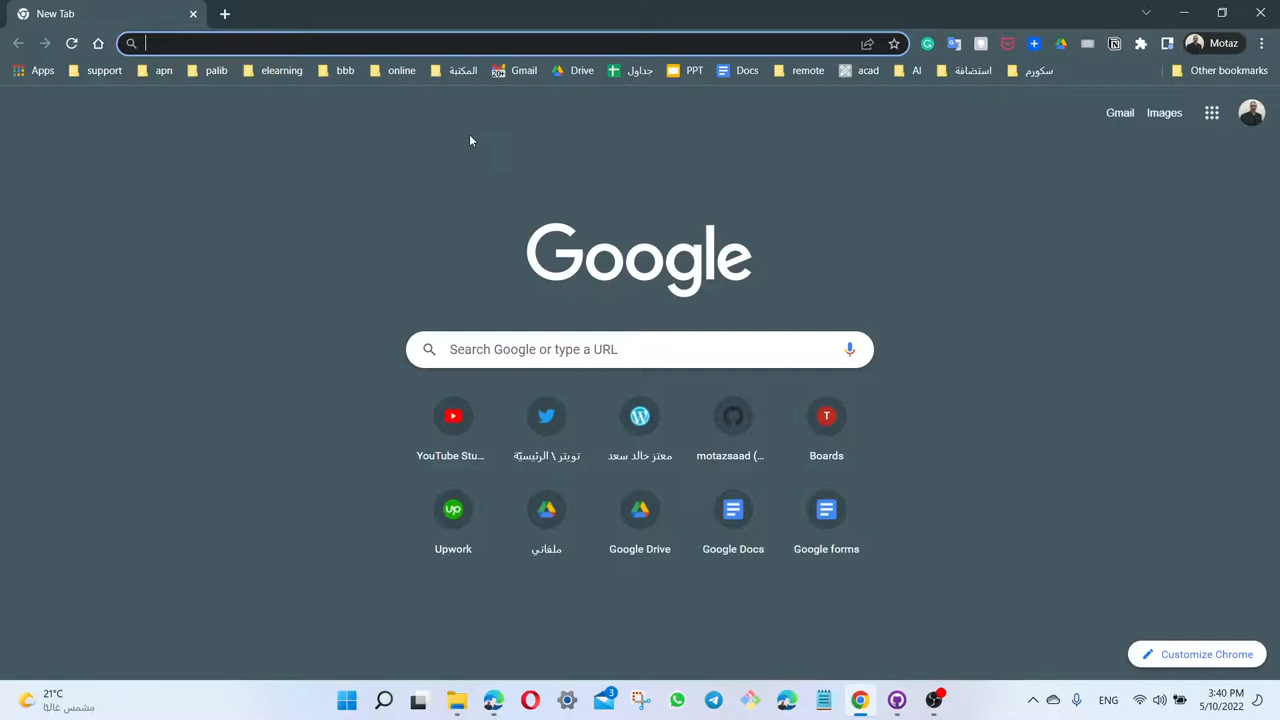 New Tab
Motaz
Apps support apn palib elearning bbb online المكتبة Gmail Drive جداول PPT Docs remote acad AI استضافة سكورم Other bookmarks
Gmail Images
Google
Search Google or type a URL
YouTube Stu... تويتر \ الرئيسيّة معتز خالد سعد motazsaad (... Boards
Upwork ملفاتي Google Drive Google Docs Google forms
Customize Chrome
21°C
مشمس غالبًا
ENG
3:40 PM
5/10/2022